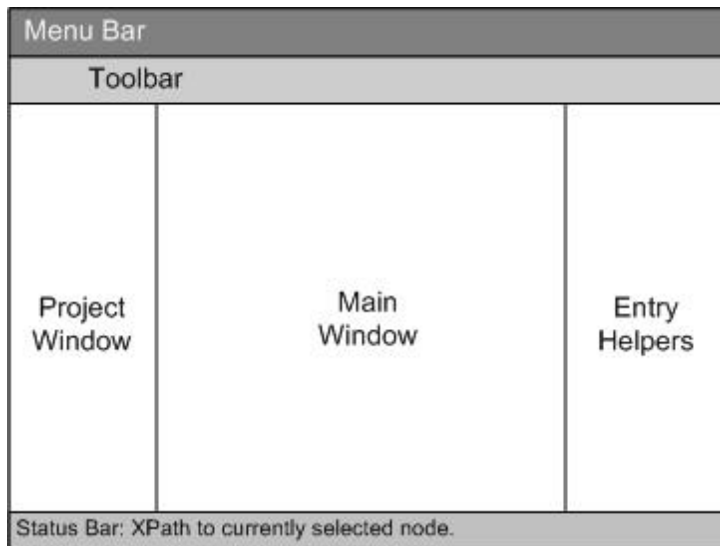 Menu Bar
Toolbar
Project
Window
Main
Window
Entry
Helpers
Status Bar: XPath to currently selected node.